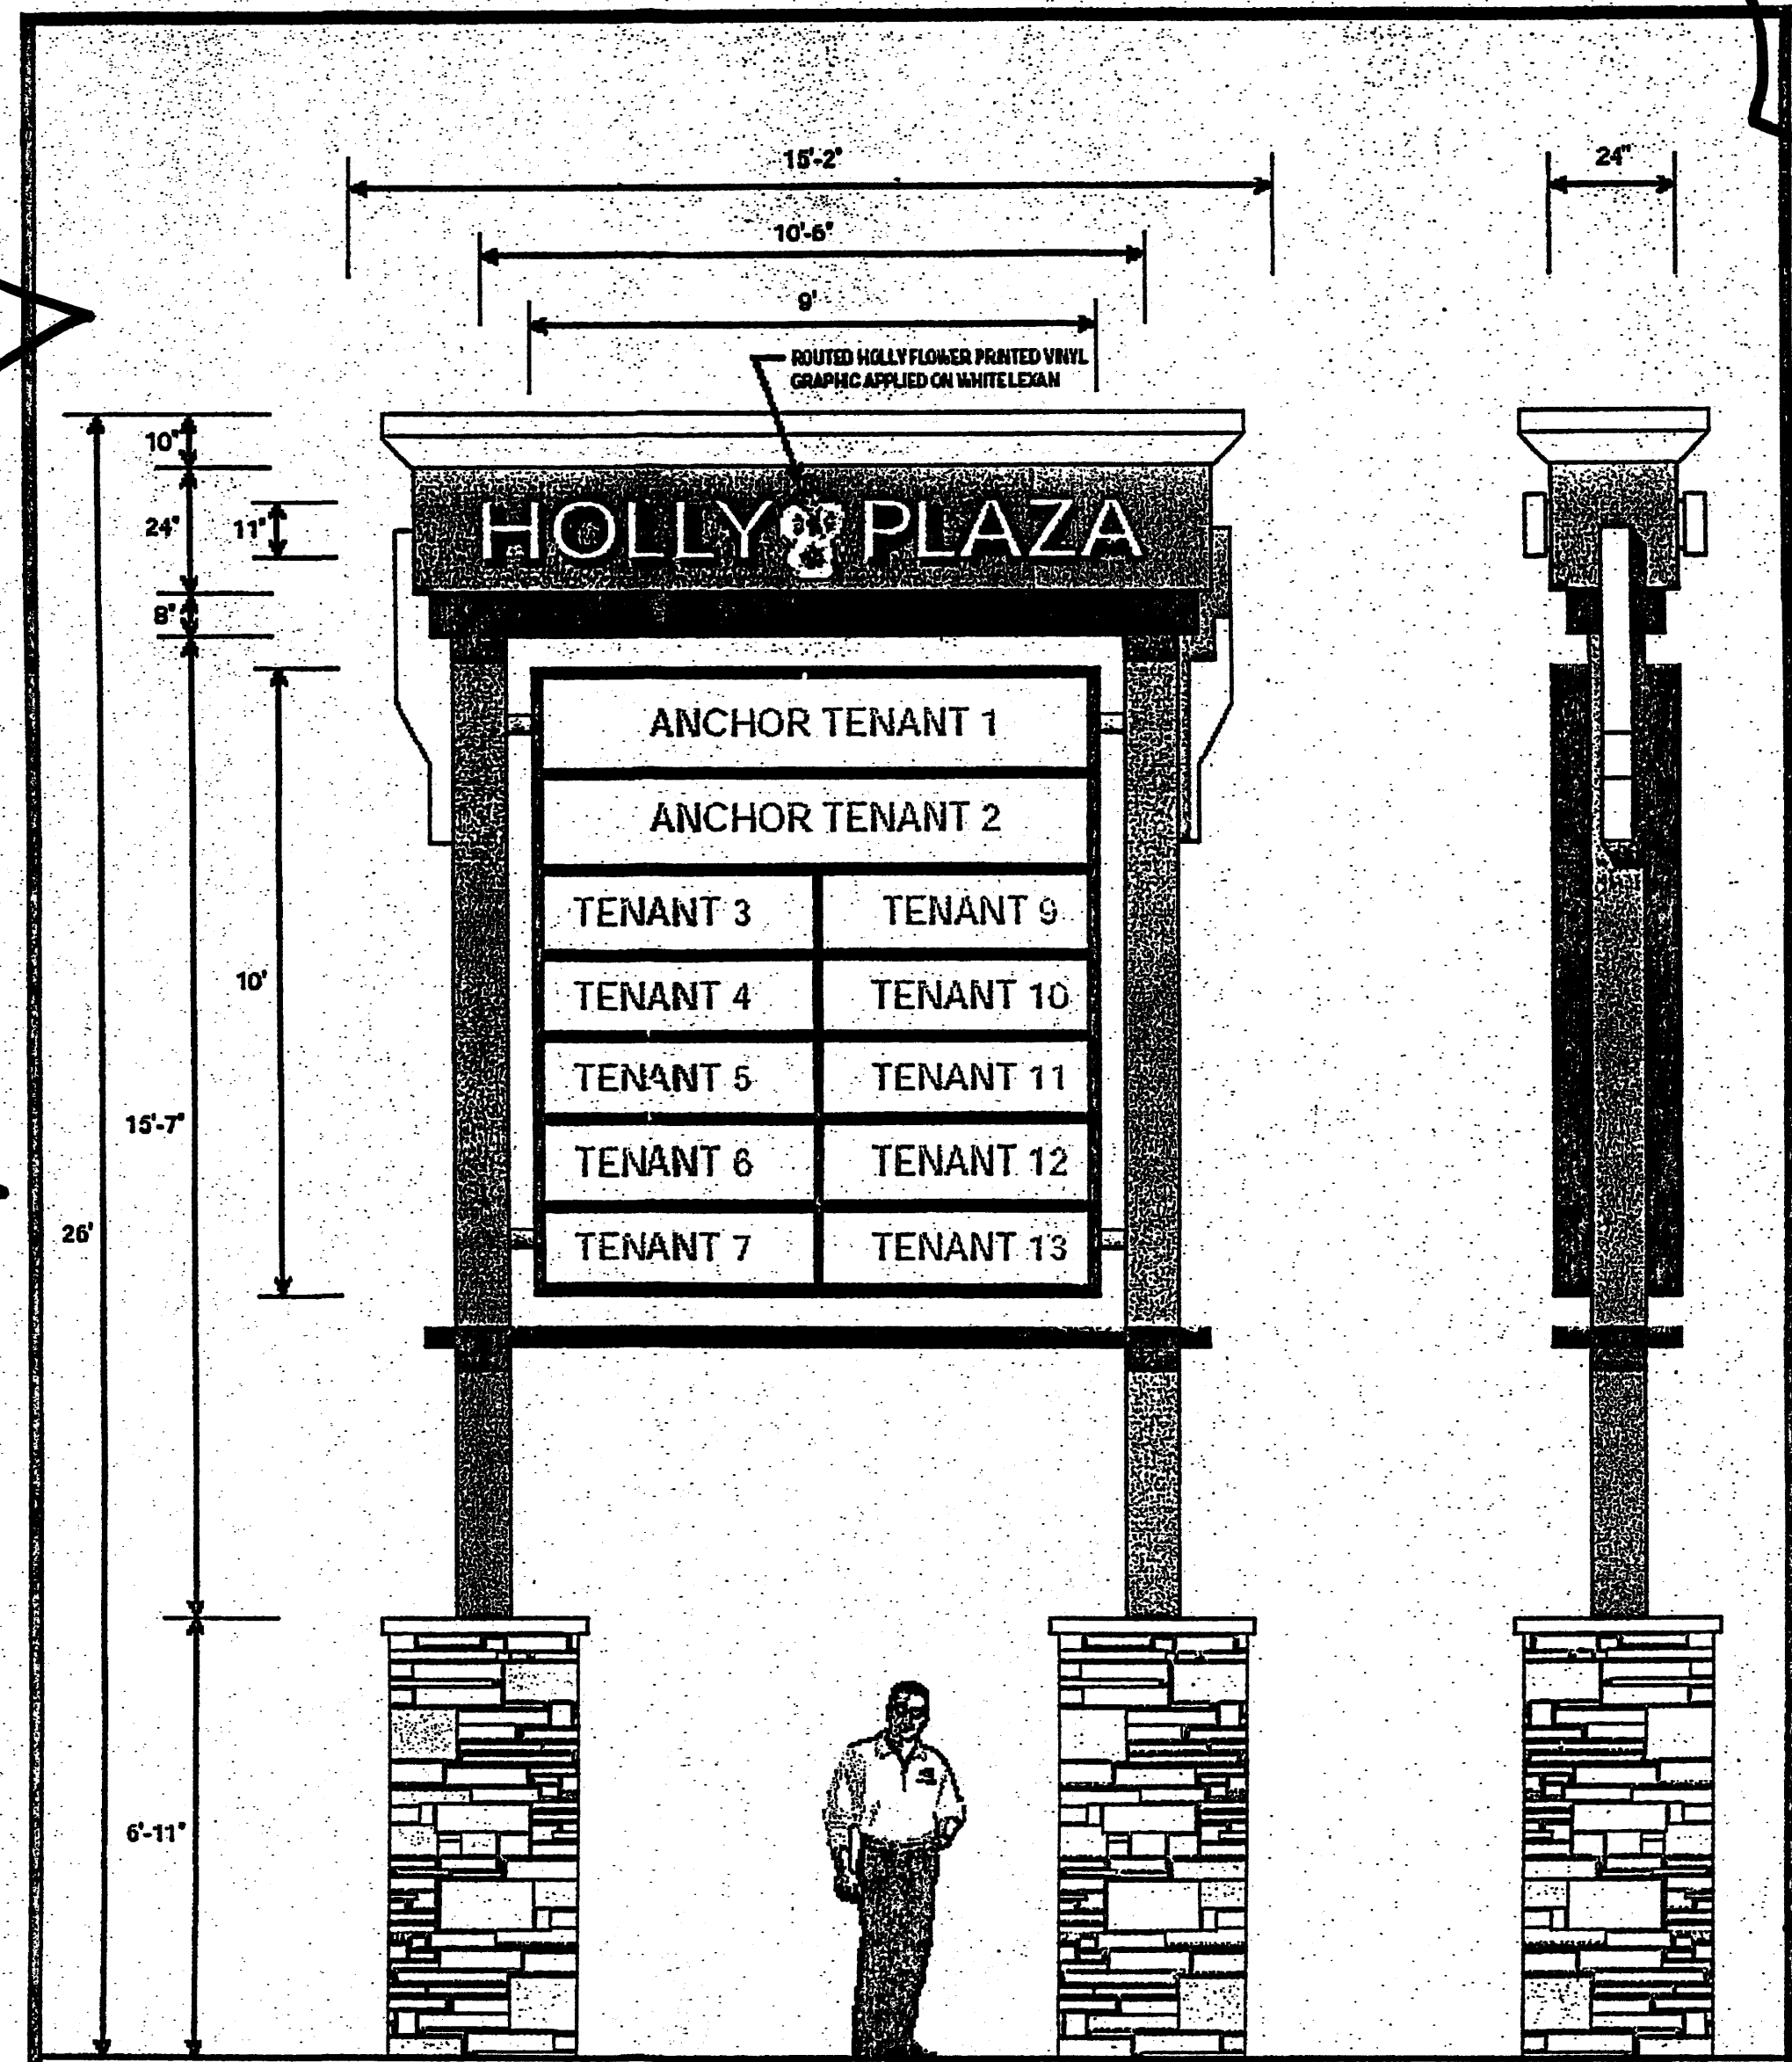 15'-2"
24"
10'-6"
9'
ROUTED HOLLY FLOWER PRINTED VINYL
GRAPHIC APPLIED ON WHITE LEXAN
10"
24"
11"
8"
HOLLY PLAZA
ANCHOR TENANT 1
ANCHOR TENANT 2
TENANT 3 TENANT 9
TENANT 4 TENANT 10
TENANT 5 TENANT 11
TENANT 6 TENANT 12
TENANT 7 TENANT 13
10'
15'-7"
26'
6'-11"